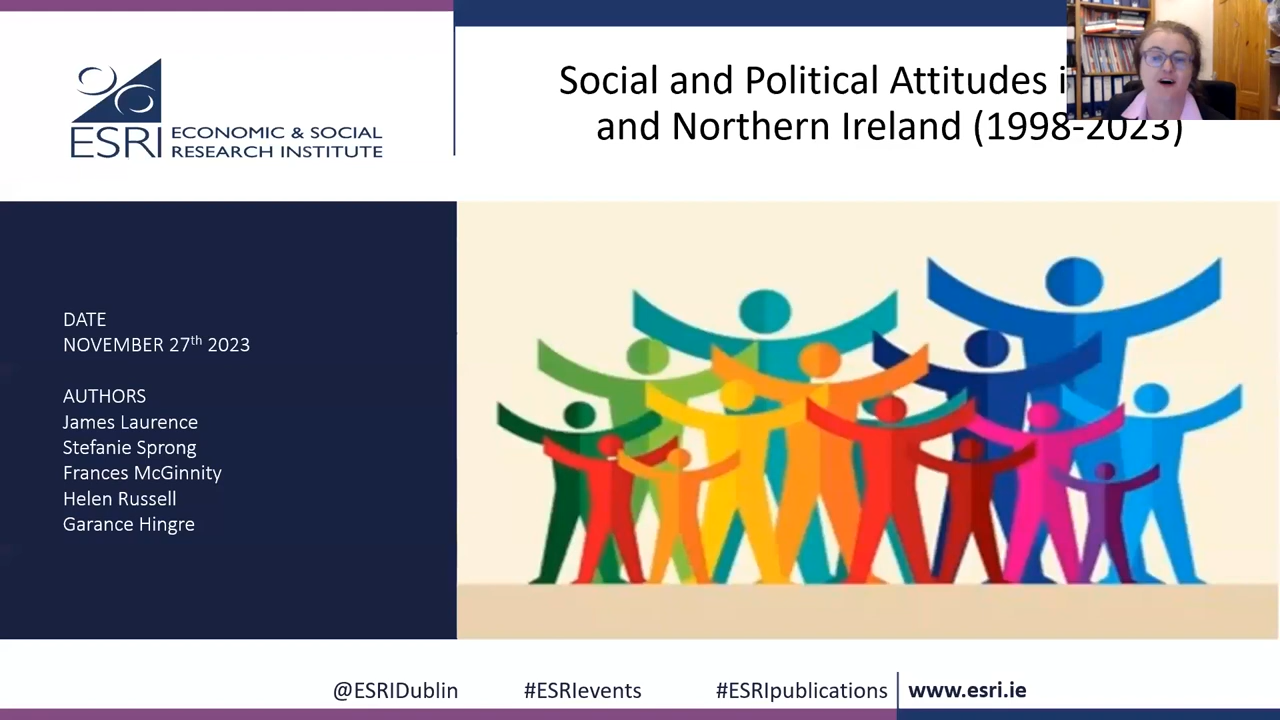 ESRI ECONOMIC & SOCIAL
RESEARCH INSTITUTE
Social and Political Attitudes
and Northern Ireland (1998-2023)
DATE
NOVEMBER 27th 2023
AUTHORS
James Laurence
Stefanie Sprong
Frances McGinnity
Helen Russell
Garance Hingre
@ESRIDublin
#ESRIevents
#ESRIpublications
www.esri.ie